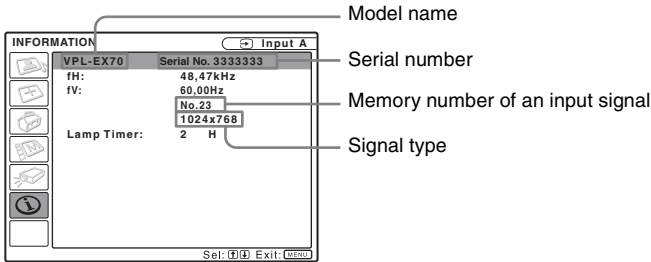 Model name
INFORMATION Input A
VPL-EX70 Serial No. 3333333
Serial number
fH: 48,47kHz
fV: 60,00Hz
No.23
Memory number of an input signal
1024x768
Lamp Timer: 2 H
Signal type
Sel: Exit: MENU